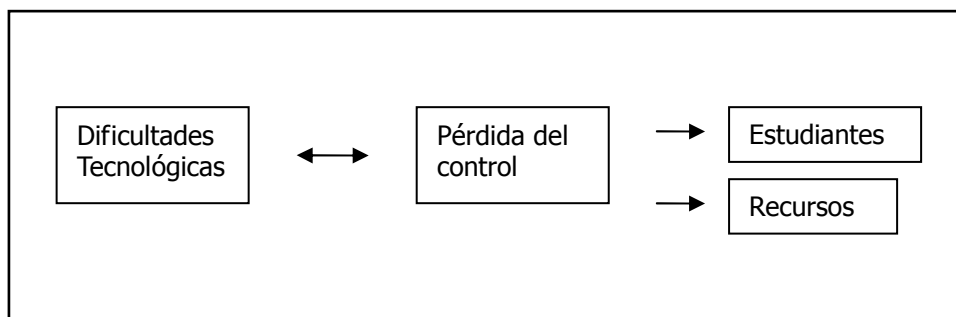 Dificultades
Tecnológicas
Pérdida del
control
Estudiantes
Recursos